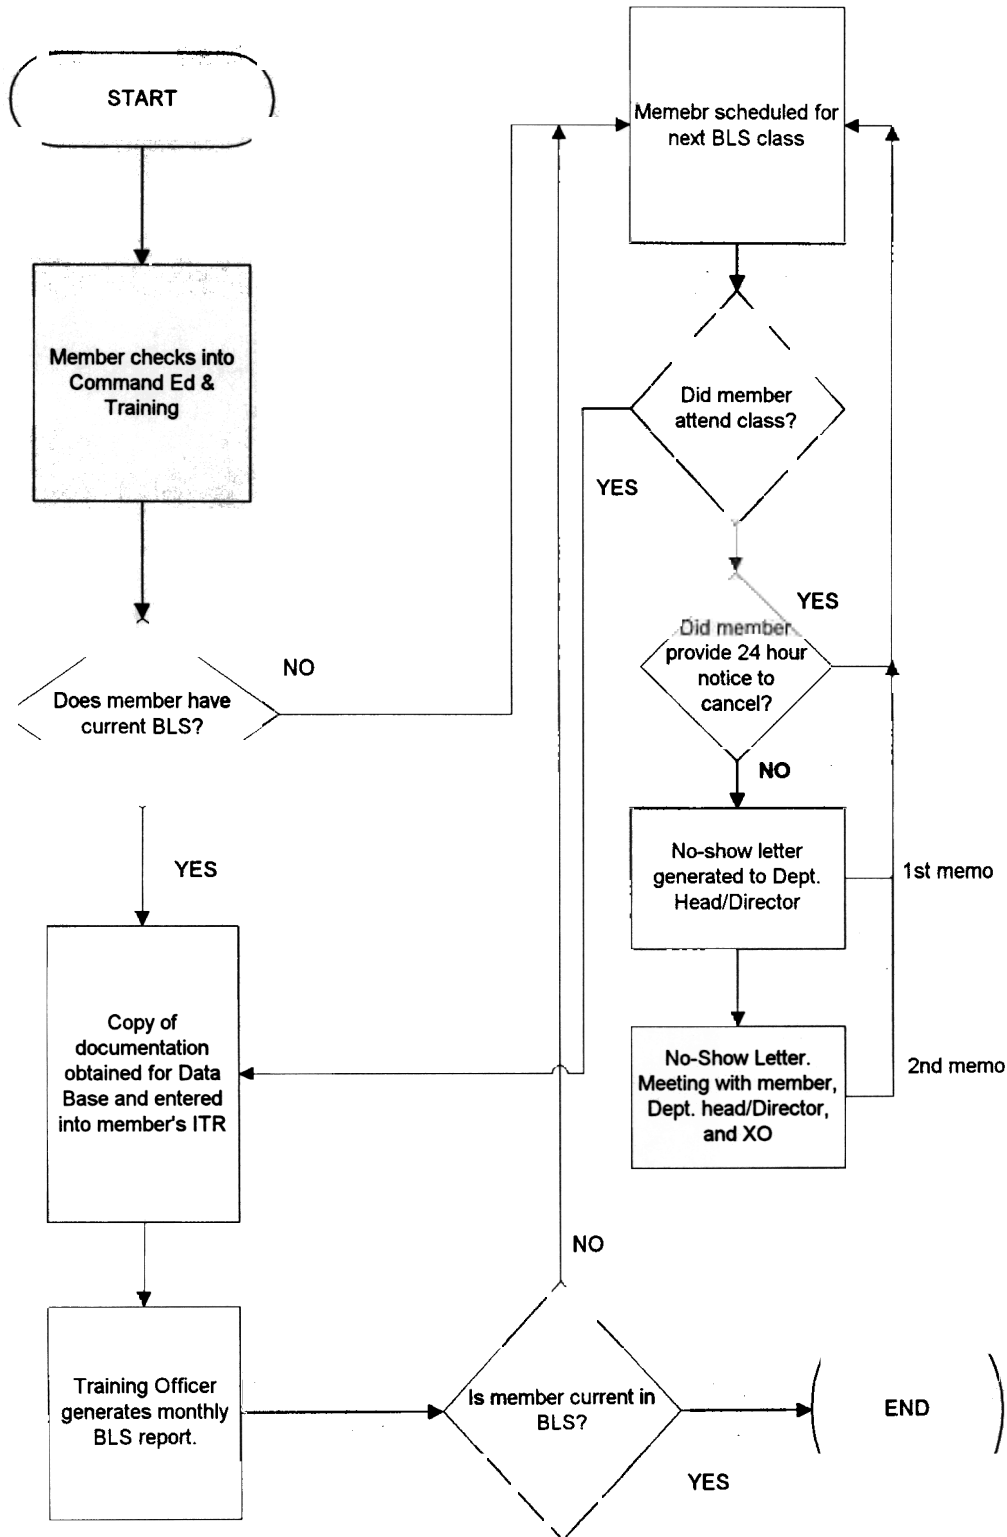 START
Member checks into
Command Ed &
Training
NO
Does member have
current BLS?
YES
Copy of
documentation
obtained for Data
Base and entered
into member's ITR
Training Officer
generates monthly
BLS report.
Memebr scheduled for
next BLS class
Did member
attend class?
YES
YES
Did member
provide 24 hour
notice to
cancel?
NO
No-show letter
generated to Dept.
Head/Director
1st memo
No-Show Letter.
Meeting with member,
Dept. head/Director,
and XO
2nd memo
NO
Is member current in
BLS?
YES
END